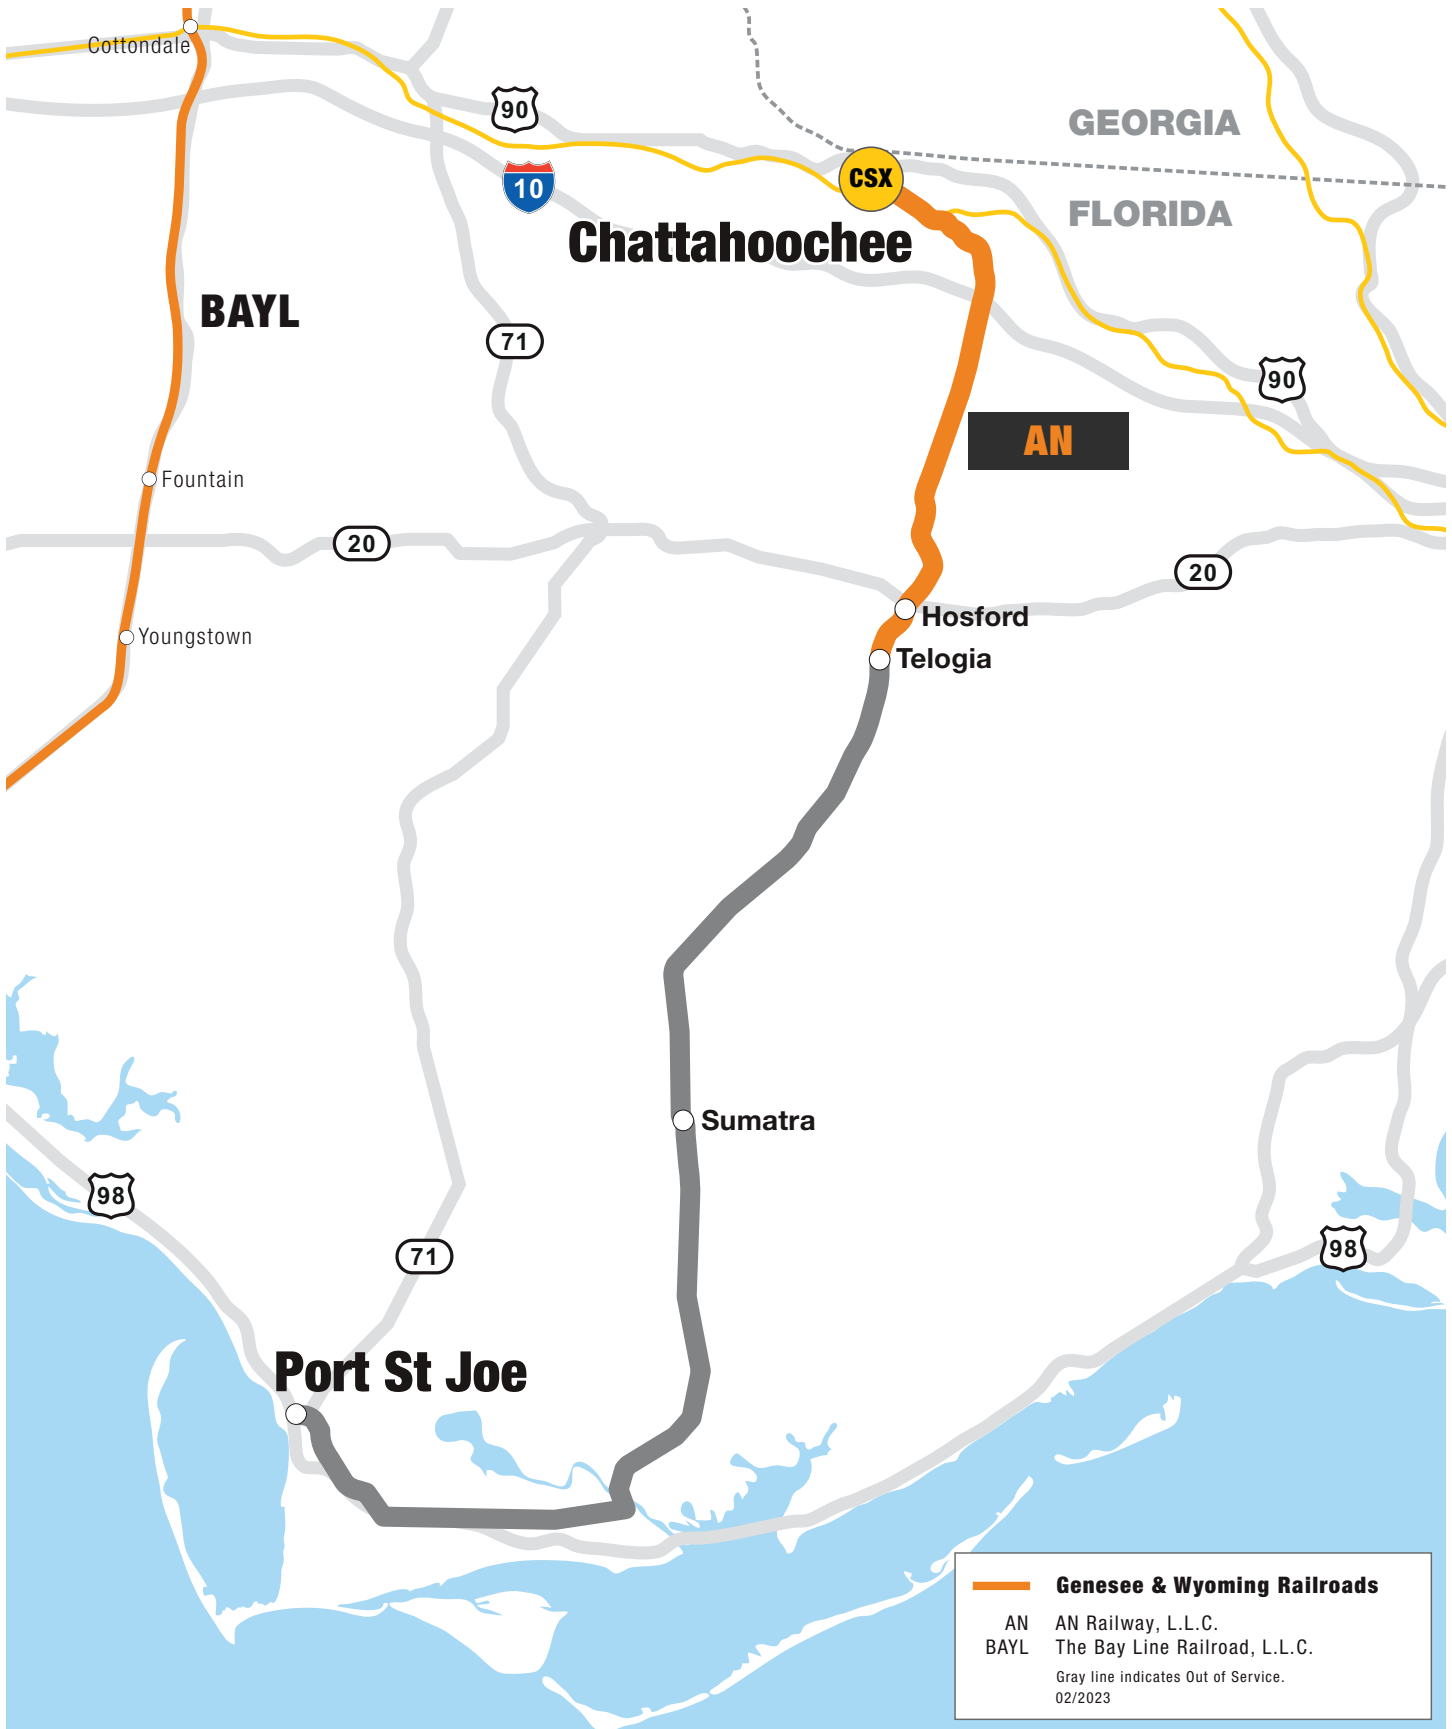 Cottondale
90
GEORGIA
CSX
10
FLORIDA
Chattahoochee
BAYL
71
90
AN
Fountain
20
20
Hosford
Youngstown
Telogia
Sumatra
98
98
71
Port St Joe
Genesee & Wyoming Railroads
AN AN Railway, L.L.C.
BAYL The Bay Line Railroad, L.L.C.
Gray line indicates Out of Service.
02/2023